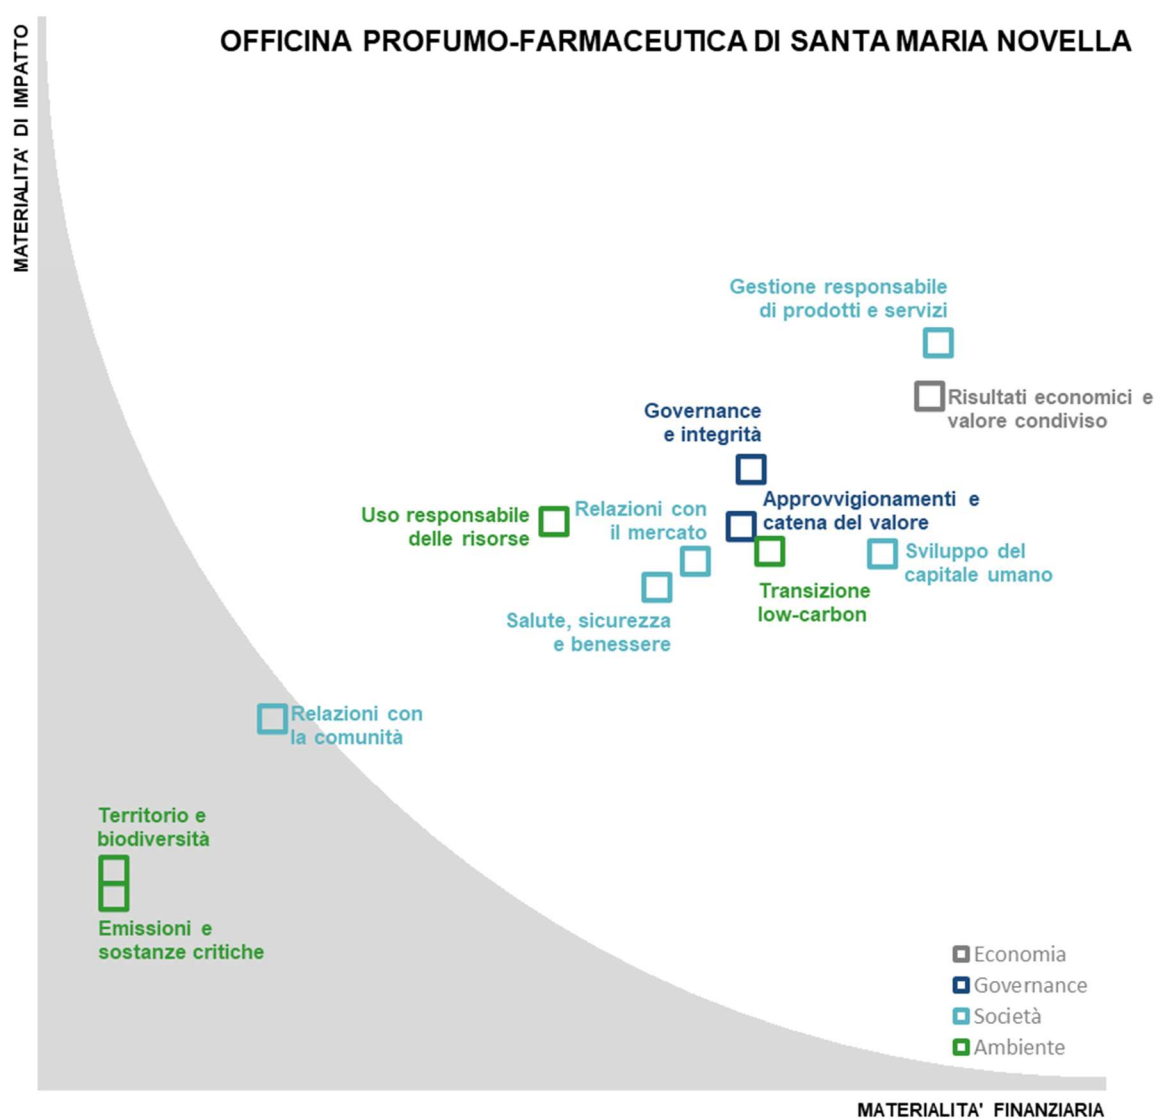 OFFICINA PROFUMO-FARMACEUTICA DI SANTA MARIA NOVELLA
MATERIALITA' DI IMPATTO
Gestione responsabile
di prodotti e servizi
Risultati economici e
valore condiviso
Governance
e integrità
Approvvigionamenti e
catena del valore
Uso responsabile
delle risorse
Relazioni con
il mercato
Sviluppo del
capitale umano
Transizione
low-carbon
Salute, sicurezza
e benessere
Relazioni con
la comunità
Territorio e
biodiversità
Emissioni e
sostanze critiche
Economia
Governance
Società
Ambiente
MATERIALITA' FINANZIARIA